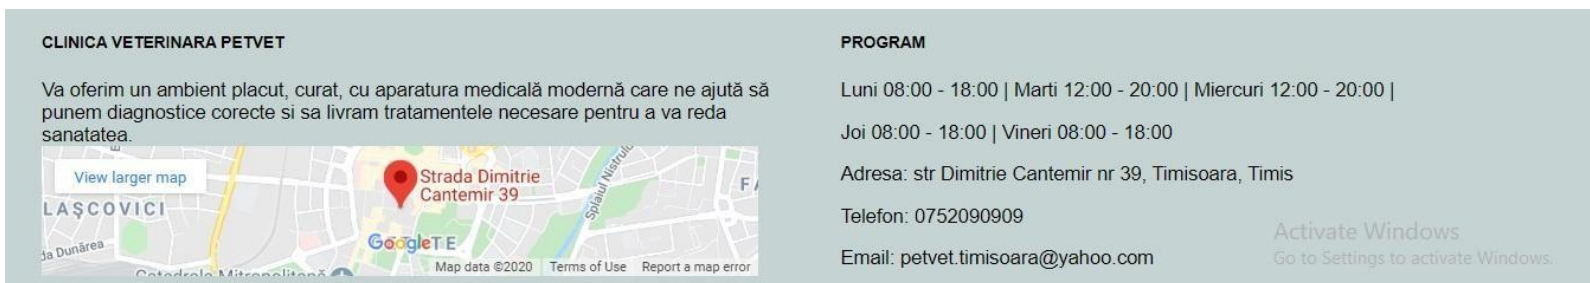 CLINICA VETERINARA PETVET
Va oferim un ambient placut, curat, cu aparatura medicală modernă care ne ajută să
punem diagnostice corecte si sa livram tratamentele necesare pentru a va reda
sanatatea.
View larger map
Strada Dimitrie
Cantemir 39
LAȘCOVICI
Splaiul Nistrului
FA
Dunărea
Google
TE
Catedrala Mitropolitană
Map data ©2020
Terms of Use
Report a map error
PROGRAM
Luni 08:00 - 18:00 | Marti 12:00 - 20:00 | Miercuri 12:00 - 20:00 |
Joi 08:00 - 18:00 | Vineri 08:00 - 18:00
Adresa: str Dimitrie Cantemir nr 39, Timisoara, Timis
Telefon: 0752090909
Email: petvet.timisoara@yahoo.com
Activate Windows
Go to Settings to activate Windows.